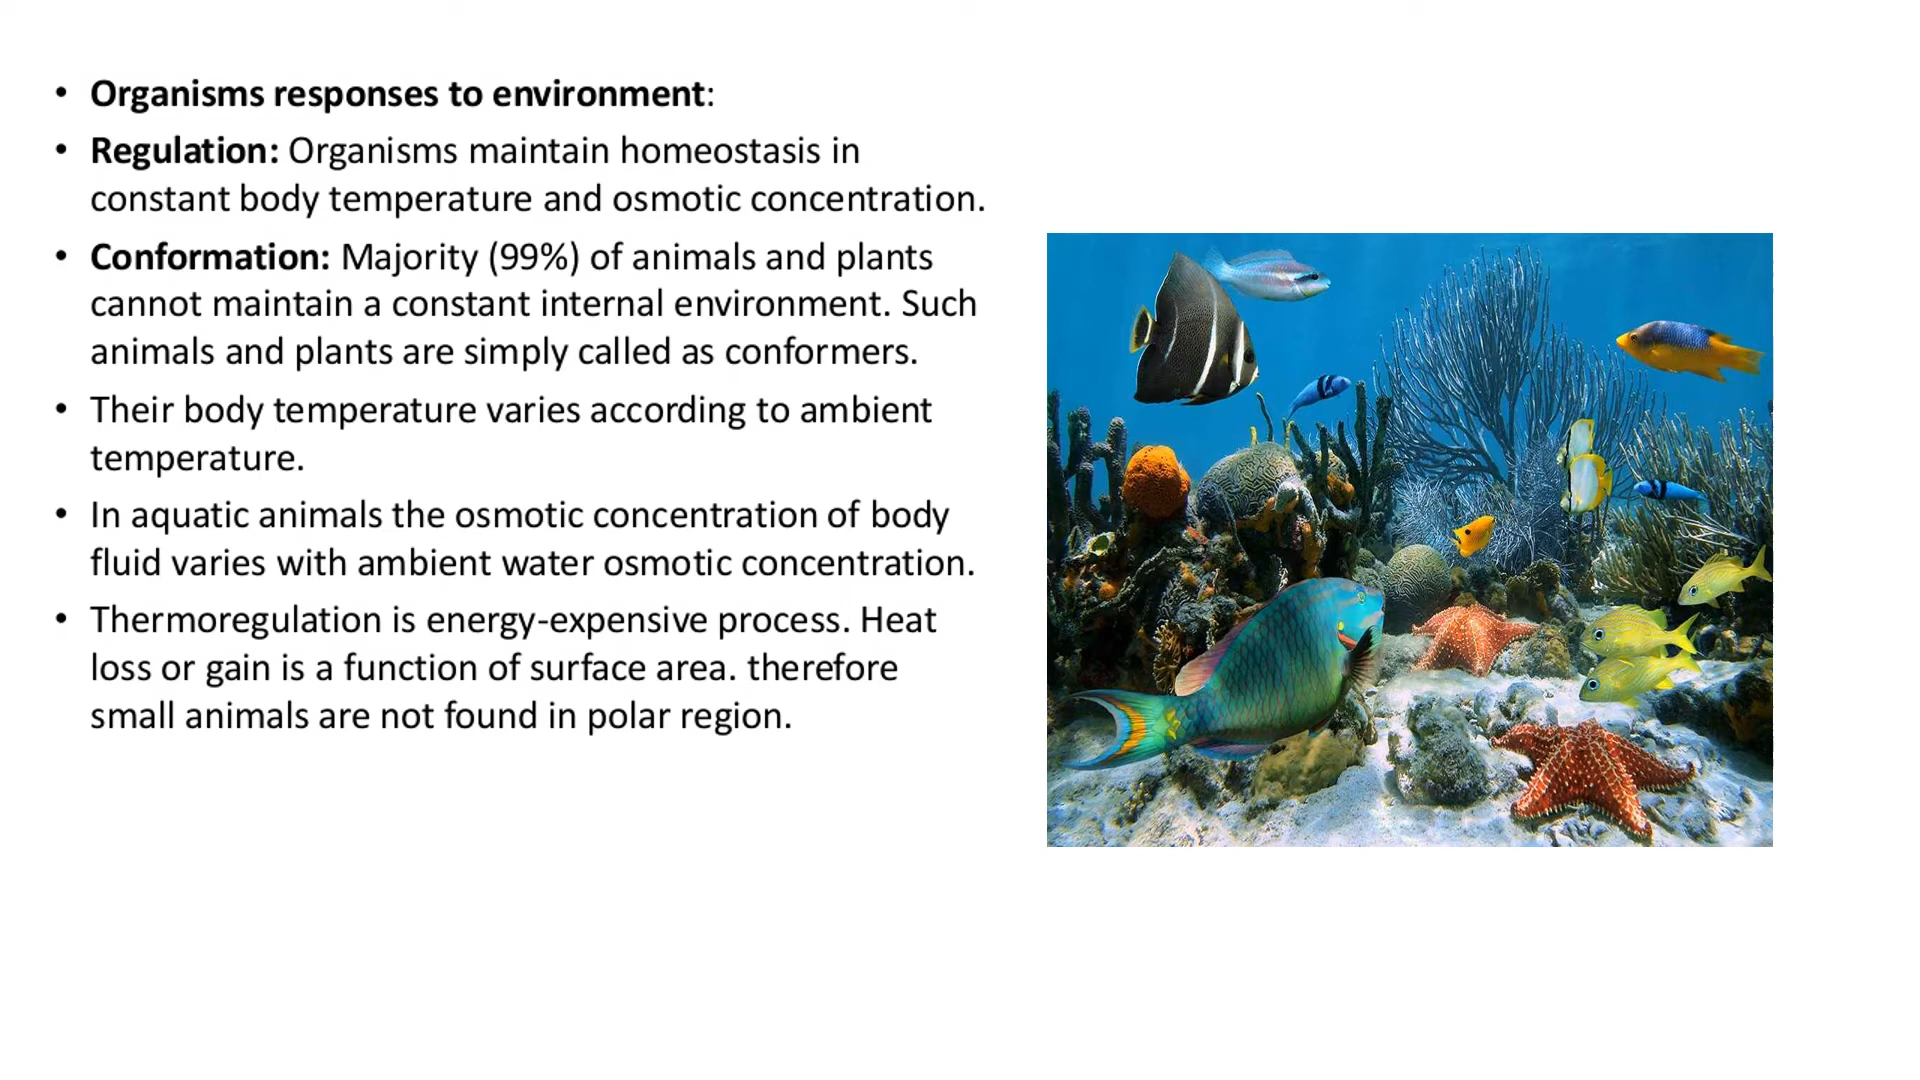 • Organisms responses to environment:
• Regulation: Organisms maintain homeostasis in
constant body temperature and osmotic concentration.
• Conformation: Majority (99%) of animals and plants
cannot maintain a constant internal environment. Such
animals and plants are simply called as conformers.
• Their body temperature varies according to ambient
temperature.
• In aquatic animals the osmotic concentration of body
fluid varies with ambient water osmotic concentration.
• Thermoregulation is energy-expensive process. Heat
loss or gain is a function of surface area. therefore
small animals are not found in polar region.